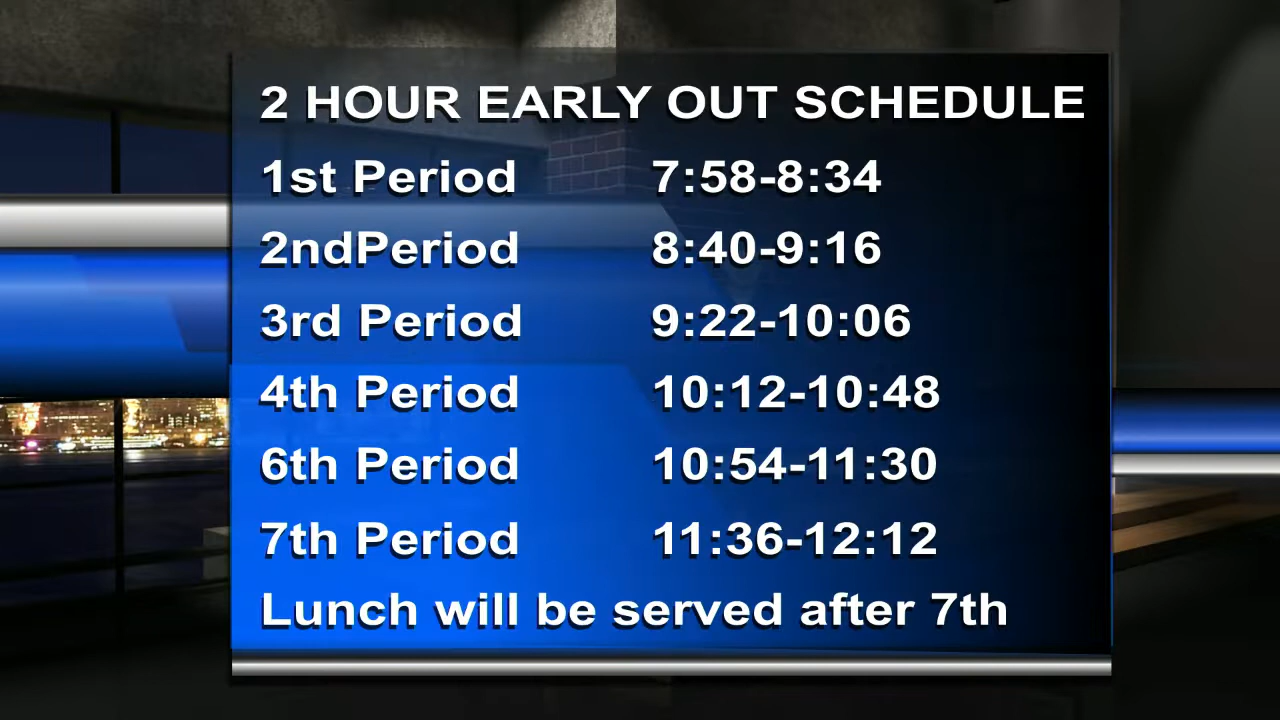 2 HOUR EARLY OUT SCHEDULE
1st Period 7:58-8:34
2ndPeriod 8:40-9:16
3rd Period 9:22-10:06
4th Period 10:12-10:48
6th Period 10:54-11:30
7th Period 11:36-12:12
Lunch will be served after 7th